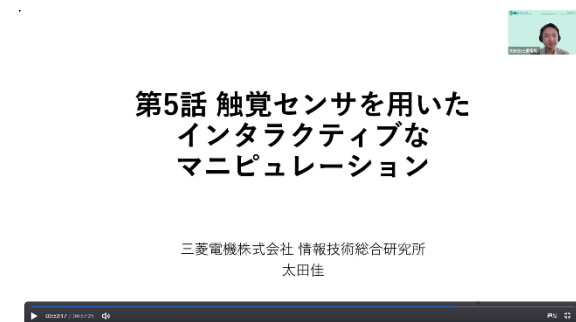 第5話 触覚センサを用いた
インタラクティブな
マニピュレーション
三菱電機株式会社 情報技術総合研究所
太田佳